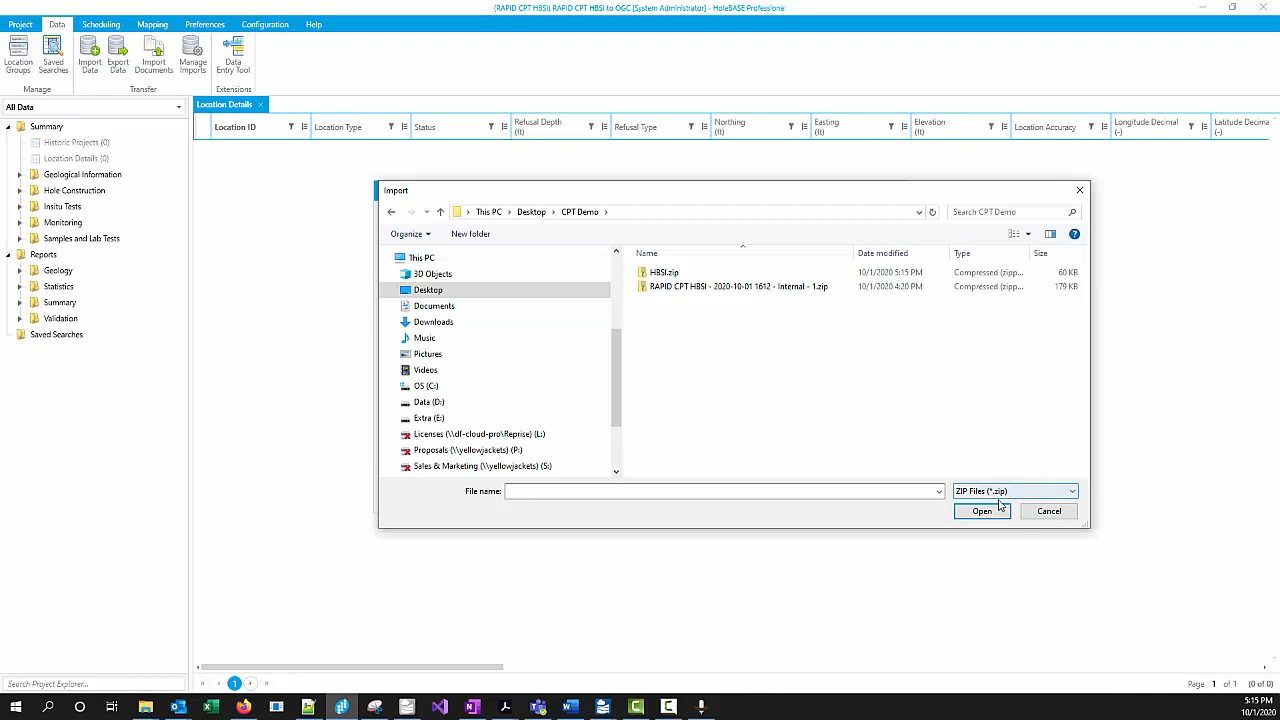 (RAPID CPT HBSI) RAPID CPT HBSI to OGC [System Administrator] - HoleBASE Professional
Project Data Scheduling Mapping Preferences Configuration Help
Location Groups Saved Searches Import Data Export Data Import Documents Manage Imports Data Entry Tool
Manage Transfer Extensions
All Data
Location Details
Location ID Location Type Status Refusal Depth (ft) Refusal Type Northing (ft) Easting (ft) Elevation (ft) Location Accuracy Longitude Decimal (-) Latitude Decima (-)
Summary
Historic Projects (0)
Location Details (0)
Geological Information
Hole Construction
Insitu Tests
Monitoring
Samples and Lab Tests
Reports
Geology
Statistics
Summary
Validation
Saved Searches
Import
This PC > Desktop > CPT Demo >
Search CPT Demo
Organize New folder
Name Date modified Type Size
HBSI.zip 10/1/2020 5:15 PM Compressed (zipp... 60 KB
RAPID CPT HBSI - 2020-10-01 1612 - Internal - 1.zip 10/1/2020 4:20 PM Compressed (zipp... 179 KB
This PC
3D Objects
Desktop
Documents
Downloads
Music
Pictures
Videos
OS (C:)
Data (D:)
Extra (E:)
Licenses (\\df-cloud-pro\Reprise) (L:)
Proposals (\\yellowjackets) (P:)
Sales & Marketing (\\yellowjackets) (S:)
File name: ZIP Files (*.zip)
Open Cancel
Search Project Explorer...
1
Page 1 of 1 (0 of 0)
5:15 PM
10/1/2020